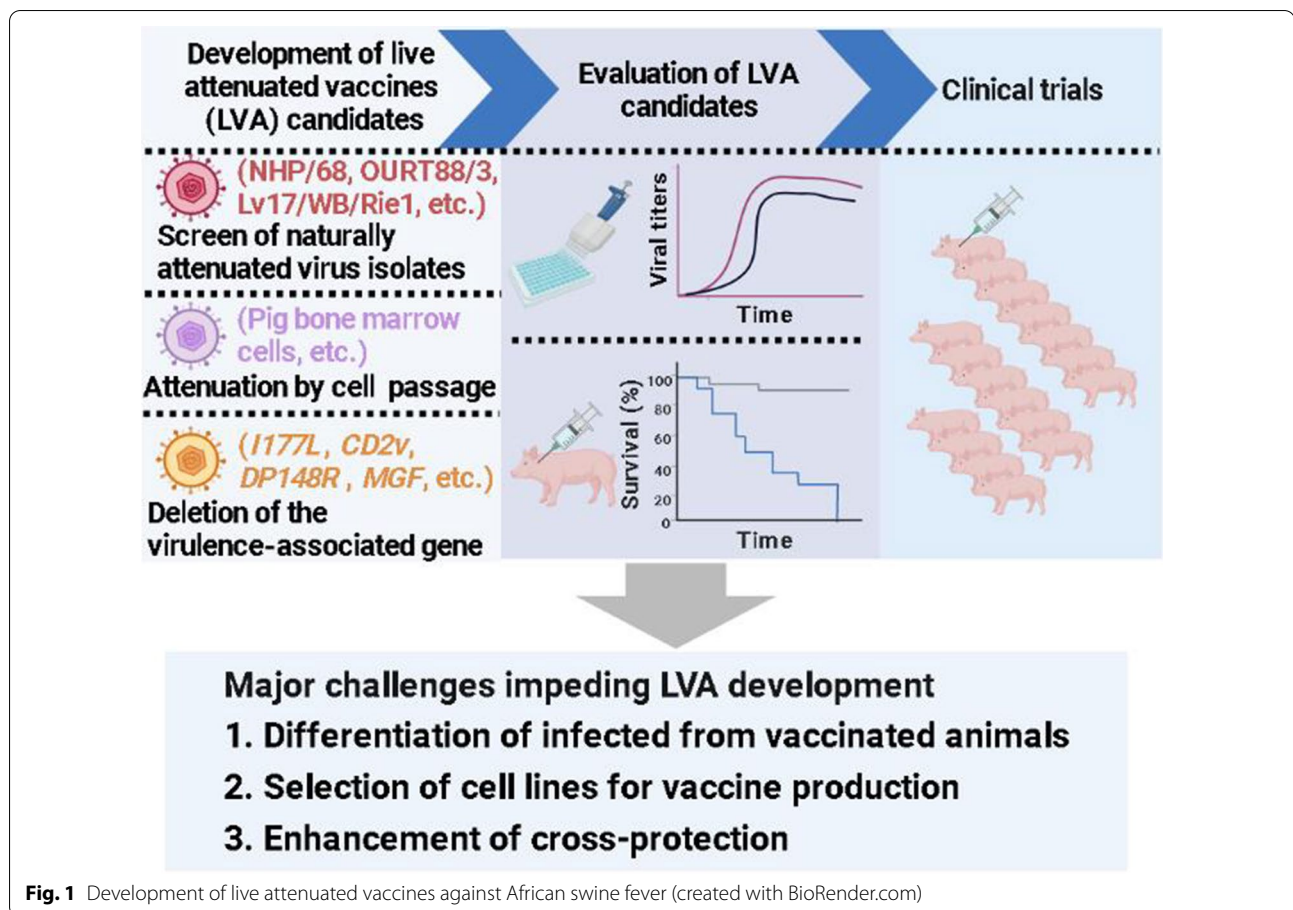 Development of live
attenuated vaccines
(LVA) candidates
Evaluation of LVA
candidates
Clinical trials
(NHP/68, OURT88/3,
Lv17/WB/Rie1, etc.)
Screen of naturally
attenuated virus isolates
(Pig bone marrow
cells, etc.)
Attenuation by cell passage
(I177L, CD2v,
DP148R, MGF, etc.)
Deletion of the
virulence-associated gene
Viral titers
Time
Survival (%)
100
80
60
40
20
0
Time
Major challenges impeding LVA development
1. Differentiation of infected from vaccinated animals
2. Selection of cell lines for vaccine production
3. Enhancement of cross-protection
Fig. 1 Development of live attenuated vaccines against African swine fever (created with BioRender.com)